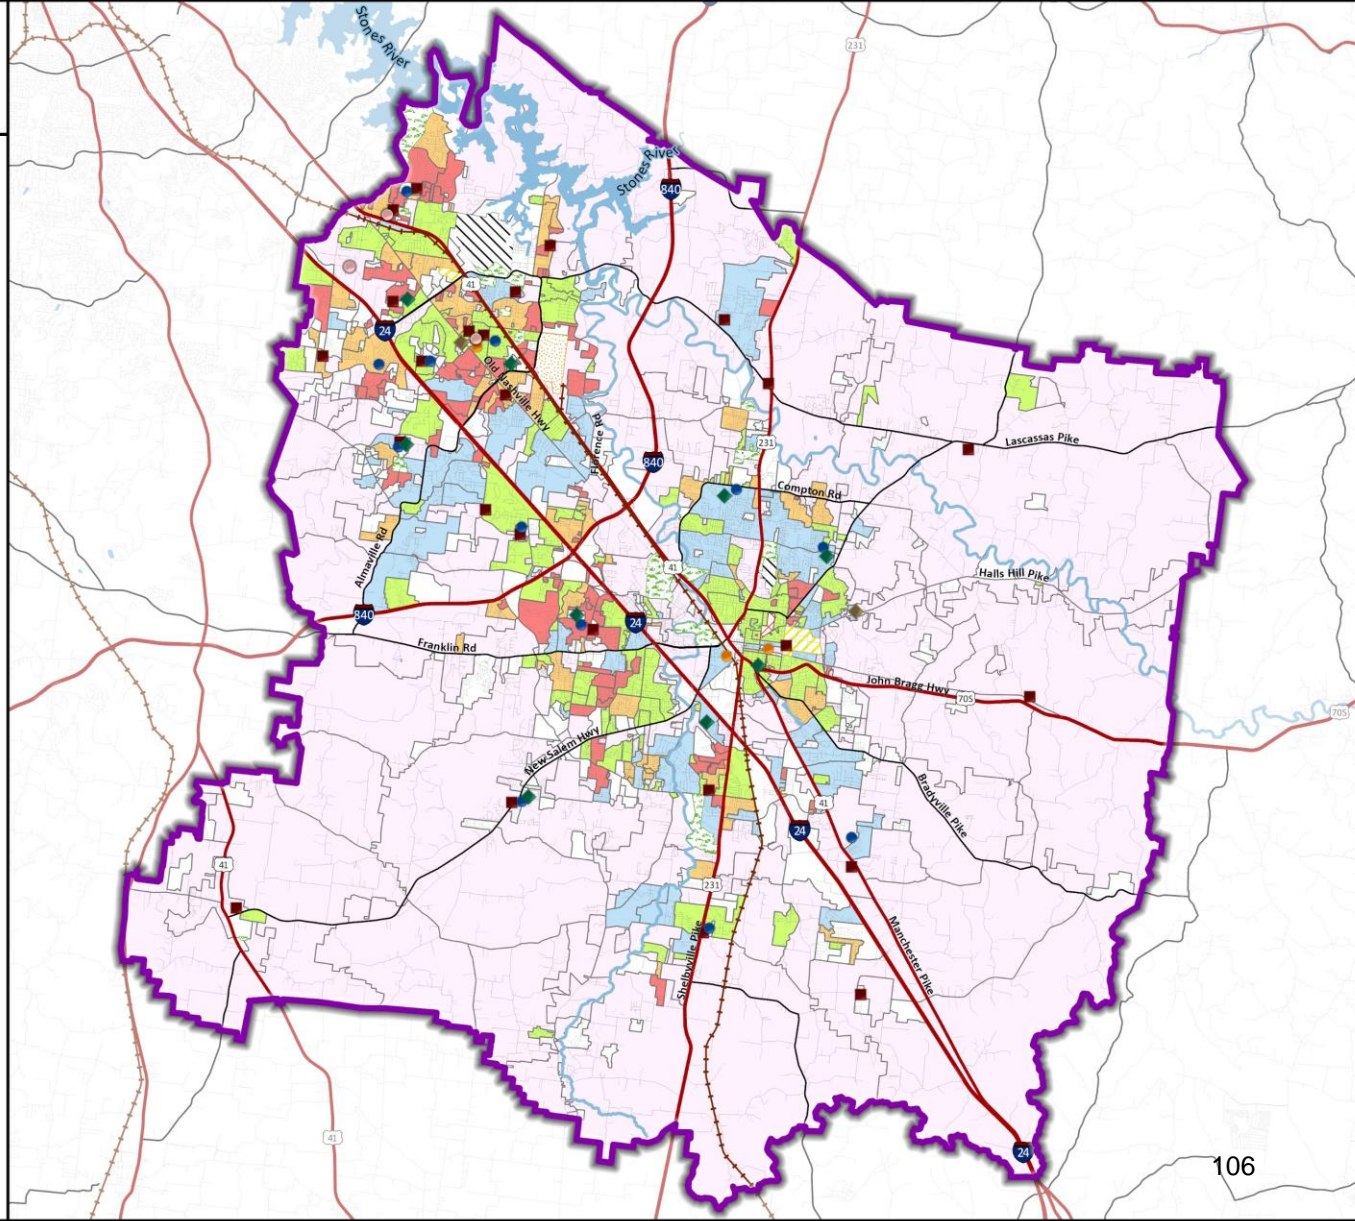 Stones River
231
Stones River
840
41
24
Old Nashville Hwy
Florence Rd
231
Lascassas Pike
840
Compton Rd
Almaville Rd
41
Halls Hill Pike
840
24
Franklin Rd
John Bragg Hwy
70S
70S
New Salem Hwy
Bradyville Pike
41
24
41
231
Shelbyville Pike
Manchester Pike
41
24
106